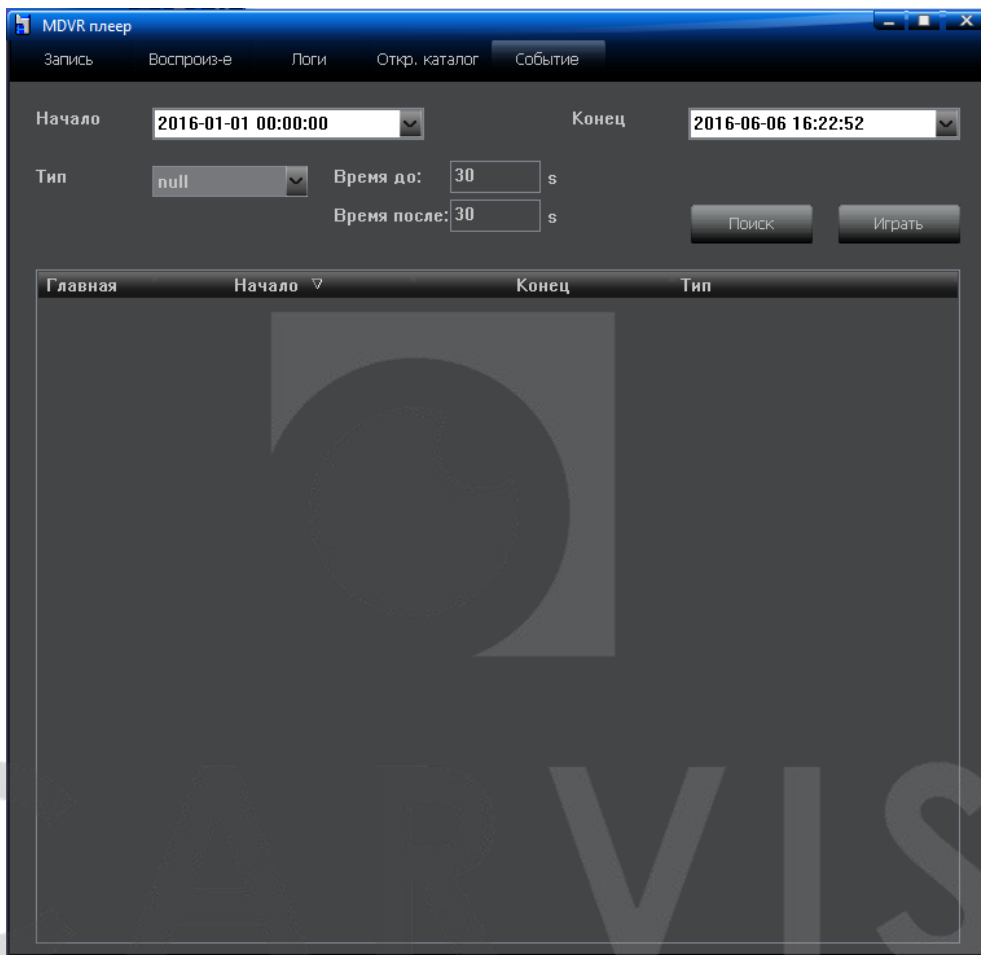 MDVR плеер
Запись Воспроиз-е Логи Откр. каталог Событие
Начало 2016-01-01 00:00:00 Конец 2016-06-06 16:22:52
Тип null Время до: 30 s
Время после: 30 s Поиск Играть
Главная Начало Конец Тип
CARVIS